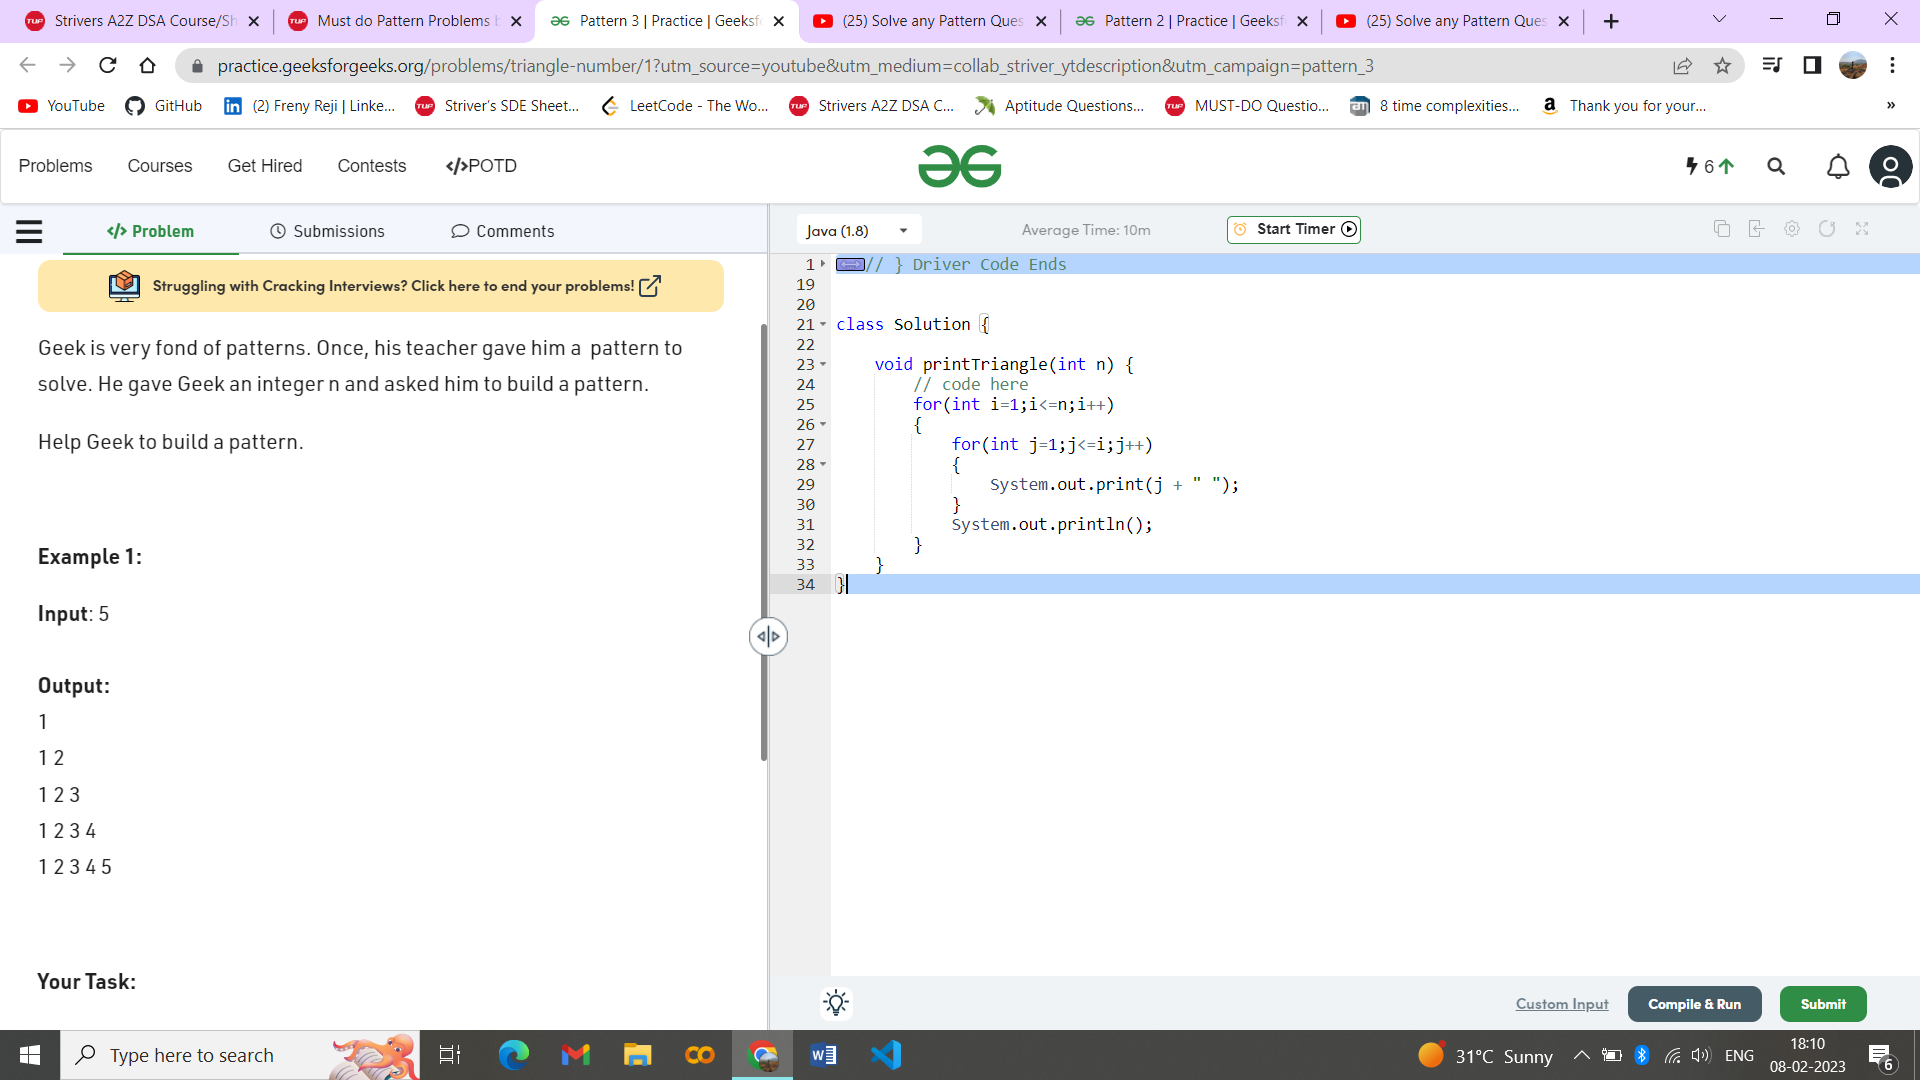 Strivers A2Z DSA Course/Sh
Must do Pattern Problems b
Pattern 3 | Practice | Geeksfo
(25) Solve any Pattern Ques
Pattern 2 | Practice | Geeksf
(25) Solve any Pattern Ques
practice.geeksforgeeks.org/problems/triangle-number/1?utm_source=youtube&utm_medium=collab_striver_ytdescription&utm_campaign=pattern_3
YouTube
GitHub
(2) Freny Reji | Linke...
Striver's SDE Sheet...
LeetCode - The Wo...
Strivers A2Z DSA C...
Aptitude Questions...
MUST-DO Questio...
8 time complexities...
Thank you for your...
»
Problems
Courses
Get Hired
Contests
</>POTD
6
</> Problem
Submissions
Comments
Java (1.8)
Average Time: 10m
Start Timer
Struggling with Cracking Interviews? Click here to end your problems!
Geek is very fond of patterns. Once, his teacher gave him a pattern to
solve. He gave Geek an integer n and asked him to build a pattern.
Help Geek to build a pattern.
Example 1:
Input: 5
Output:
1
1 2
1 2 3
1 2 3 4
1 2 3 4 5
Your Task:
1 // } Driver Code Ends
19
20
21 class Solution {
22
23 void printTriangle(int n) {
24 // code here
25 for(int i=1;i<=n;i++)
26 {
27 for(int j=1;j<=i;j++)
28 {
29 System.out.print(j + " ");
30 }
31 System.out.println();
32 }
33 }
34 }
Custom Input
Compile & Run
Submit
Type here to search
31°C Sunny
ENG
18:10
08-02-2023
6